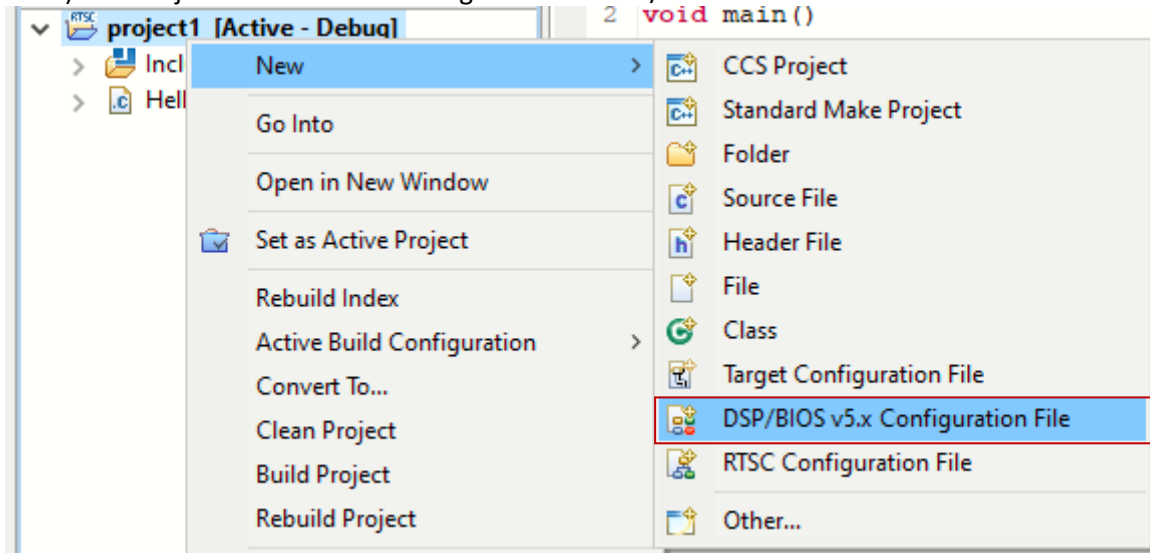 2 void main()
RTSC project1 [Active - Debug]
Incl
Hell
New
Go Into
Open in New Window
Set as Active Project
Rebuild Index
Active Build Configuration
Convert To...
Clean Project
Build Project
Rebuild Project
CCS Project
Standard Make Project
Folder
Source File
Header File
File
Class
Target Configuration File
DSP/BIOS v5.x Configuration File
RTSC Configuration File
Other...